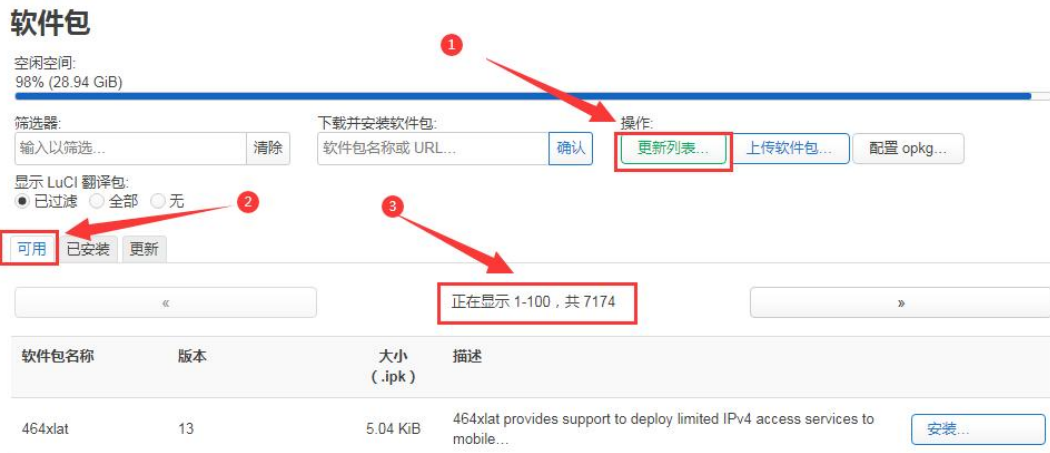 软件包
空闲空间:
98% (28.94 GiB)
1
筛选器:
下载并安装软件包:
操作:
输入以筛选... 清除
软件包名称或 URL... 确认
更新列表... 上传软件包... 配置 opkg...
显示 LuCI 翻译包:
已过滤 全部 无
2
3
可用 已安装 更新
« 正在显示 1-100，共 7174 »
软件包名称 版本 大小 描述
（.ipk）
464xlat 13 5.04 KiB 464xlat provides support to deploy limited IPv4 access services to
mobile... 安装...